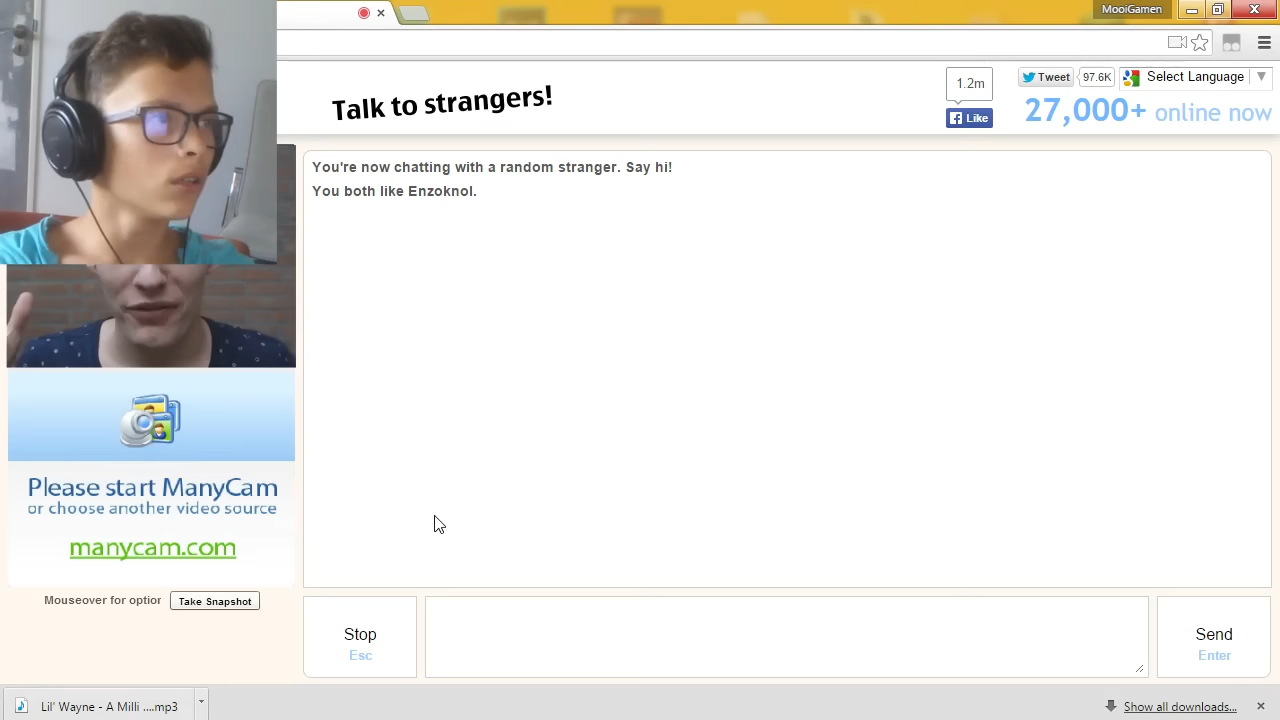 MooiGamen
Talk to strangers!
1.2m
Like
Tweet
97.6K
Select Language
27,000+ online now
You're now chatting with a random stranger. Say hi!
You both like Enzoknol.
Please start ManyCam
or choose another video source
manycam.com
Mouseover for option
Take Snapshot
Stop
Esc
Send
Enter
Lil' Wayne - A Milli ....mp3
Show all downloads...